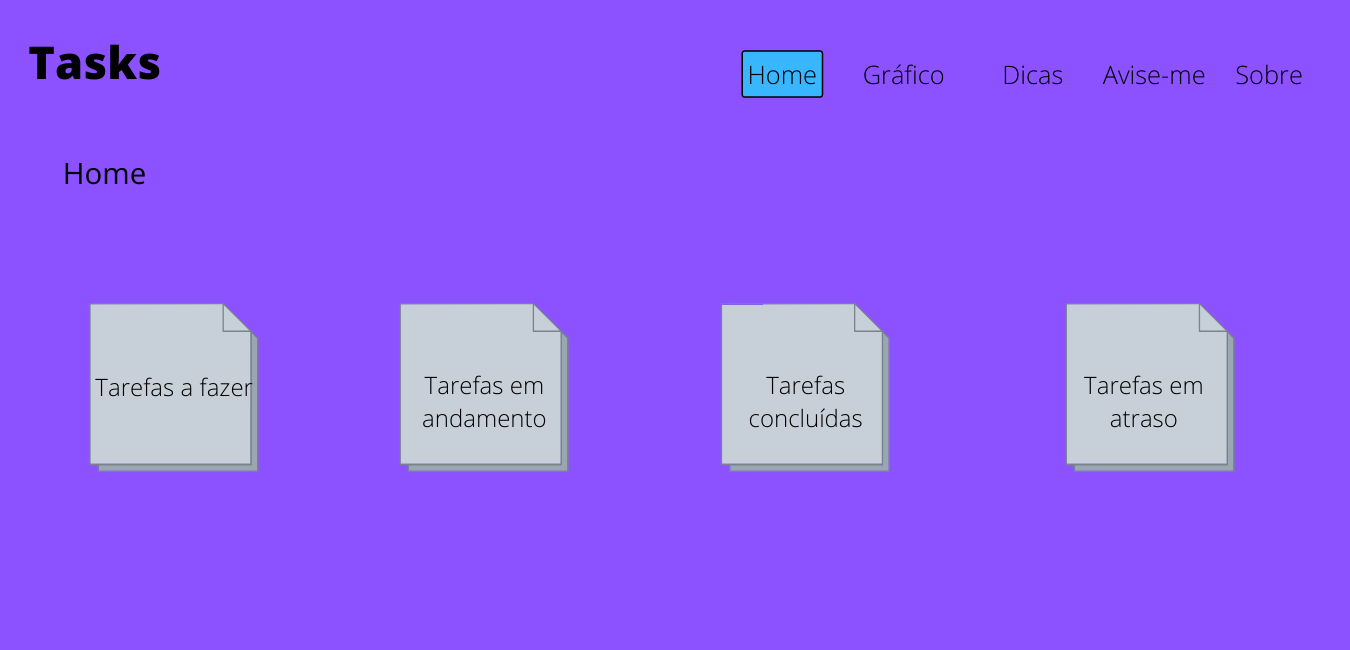 Tasks
Home Gráfico Dicas Avise-me Sobre
Home
Tarefas a fazer
Tarefas em
andamento
Tarefas
concluídas
Tarefas em
atraso